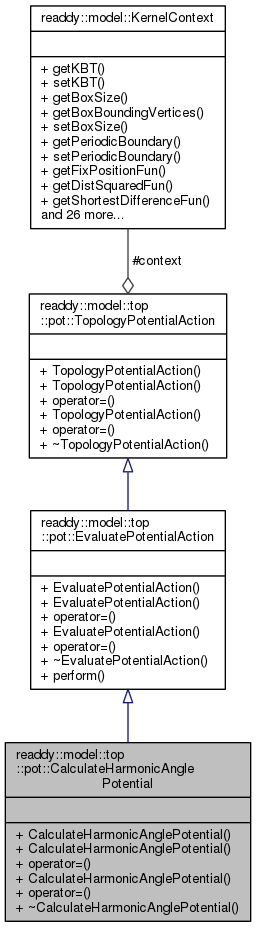 readdy::model::KernelContext
+ getKBT()
+ setKBT()
+ getBoxSize()
+ getBoxBoundingVertices()
+ setBoxSize()
+ getPeriodicBoundary()
+ setPeriodicBoundary()
+ getFixPositionFun()
+ getDistSquaredFun()
+ getShortestDifferenceFun()
and 26 more...
#context
readdy::model::top
::pot::TopologyPotentialAction
+ TopologyPotentialAction()
+ TopologyPotentialAction()
+ operator=()
+ TopologyPotentialAction()
+ operator=()
+ ~TopologyPotentialAction()
readdy::model::top
::pot::EvaluatePotentialAction
+ EvaluatePotentialAction()
+ EvaluatePotentialAction()
+ operator=()
+ EvaluatePotentialAction()
+ operator=()
+ ~EvaluatePotentialAction()
+ perform()
readdy::model::top
::pot::CalculateHarmonicAngle
Potential
+ CalculateHarmonicAnglePotential()
+ CalculateHarmonicAnglePotential()
+ operator=()
+ CalculateHarmonicAnglePotential()
+ operator=()
+ ~CalculateHarmonicAnglePotential()